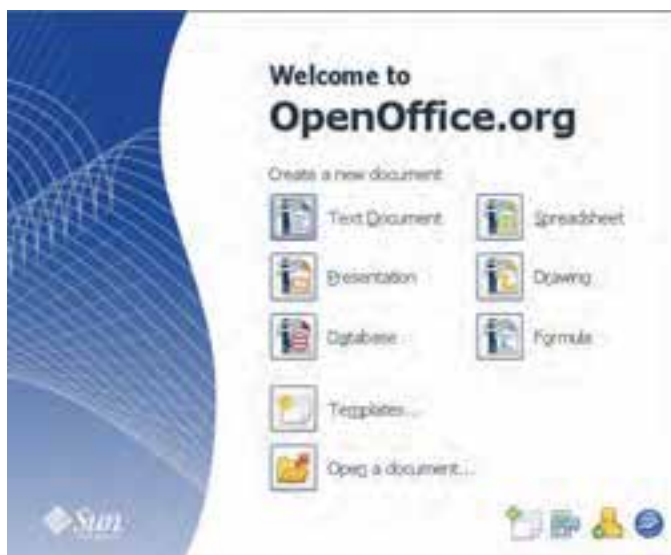 Welcome to
OpenOffice.org
Create a new document
Text Document
Spreadsheet
Presentation
Drawing
Database
Formula
Templates...
Open a document...
Sun